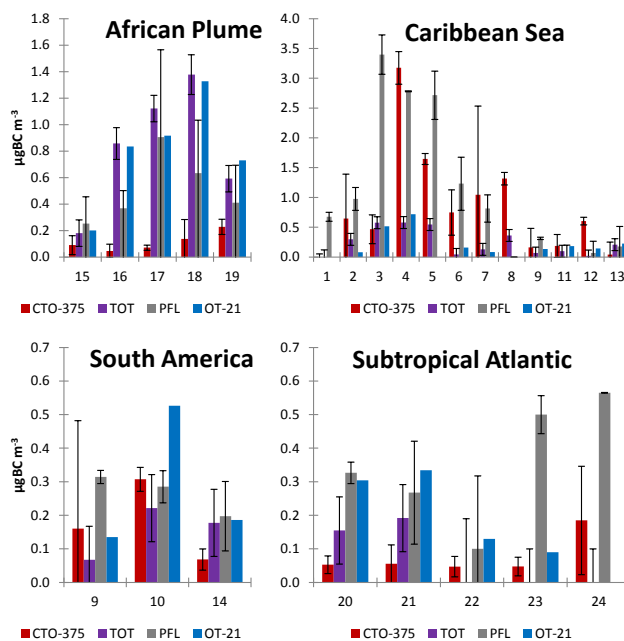 African Plume
µgBC m-3
1.8
1.6
1.4
1.2
1.0
0.8
0.6
0.4
0.2
0.0
15 16 17 18 19
CTO-375 TOT PFL OT-21
Caribbean Sea
4.0
3.5
3.0
2.5
2.0
1.5
1.0
0.5
0.0
1 2 3 4 5 6 7 8 9 11 12 13
CTO-375 TOT PFL OT-21
South America
µgBC m-3
0.7
0.6
0.5
0.4
0.3
0.2
0.1
0.0
9 10 14
CTO-375 TOT PFL OT-21
Subtropical Atlantic
0.7
0.6
0.5
0.4
0.3
0.2
0.1
0.0
20 21 22 23 24
CTO-375 TOT PFL OT-21